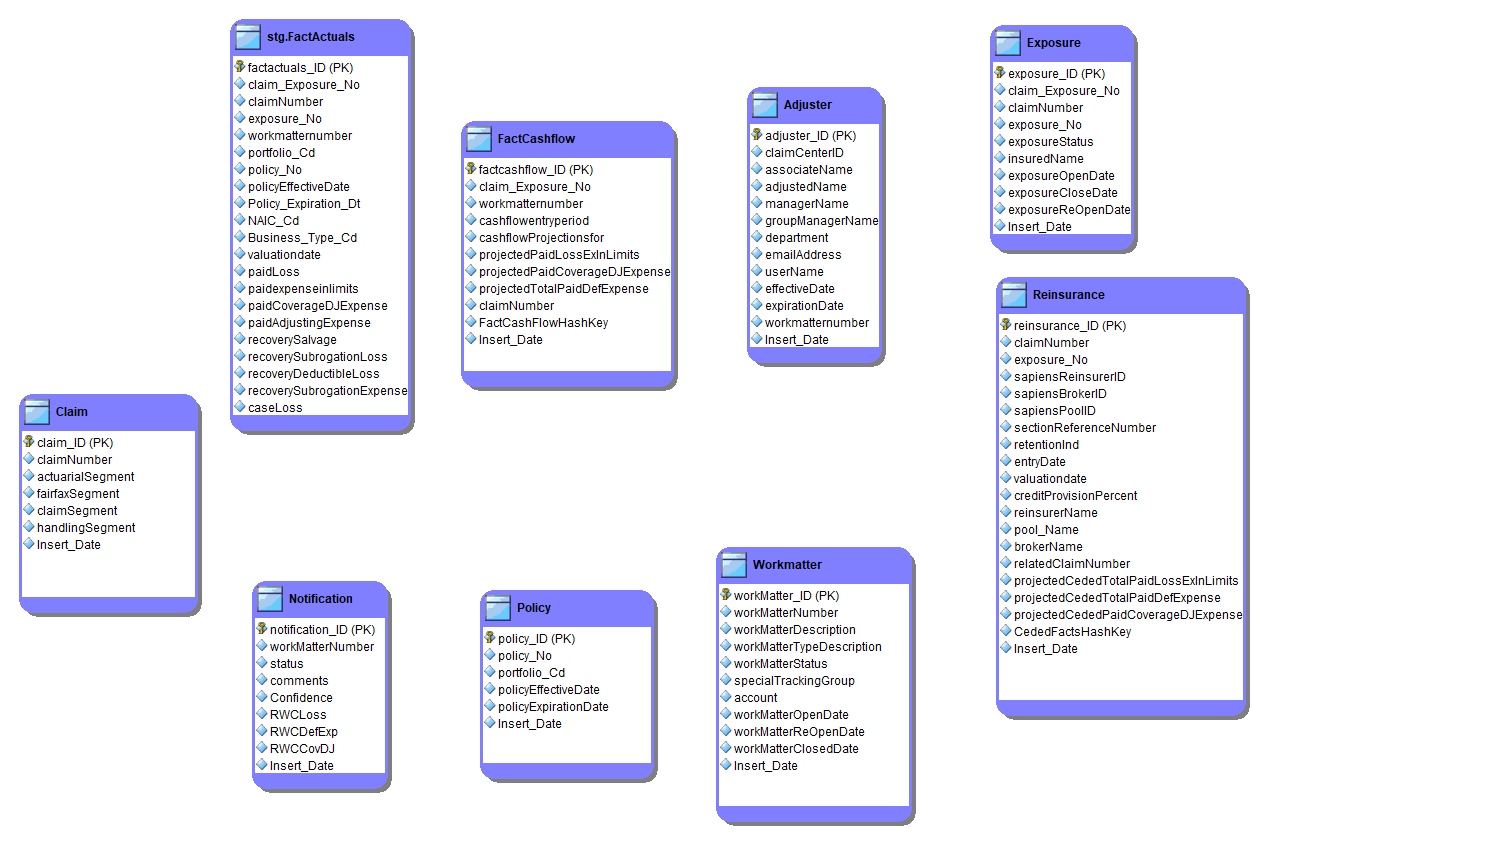 stg.FactActuals
factactuals_ID (PK)
claim_Exposure_No
claimNumber
exposure_No
workmatternumber
portfolio_Cd
policy_No
policyEffectiveDate
Policy_Expiration_Dt
NAIC_Cd
Business_Type_Cd
valuationdate
paidLoss
paidexpenseinlimits
paidCoverageDJExpense
paidAdjustingExpense
recoverySalvage
recoverySubrogationLoss
recoveryDeductibleLoss
recoverySubrogationExpense
caseLoss
FactCashflow
factcashflow_ID (PK)
claim_Exposure_No
workmatternumber
cashflowentryperiod
cashflowProjectionsfor
projectedPaidLossExInLimits
projectedPaidCoverageDJExpense
projectedTotalPaidDefExpense
claimNumber
FactCashFlowHashKey
Insert_Date
Adjuster
adjuster_ID (PK)
claimCenterID
associateName
adjustedName
managerName
groupManagerName
department
emailAddress
userName
effectiveDate
expirationDate
workmatternumber
Insert_Date
Exposure
exposure_ID (PK)
claim_Exposure_No
claimNumber
exposure_No
exposureStatus
insuredName
exposureOpenDate
exposureCloseDate
exposureReOpenDate
Insert_Date
Reinsurance
reinsurance_ID (PK)
claimNumber
exposure_No
sapiensReinsurerID
sapiensBrokerID
sapiensPoolID
sectionReferenceNumber
retentionInd
entryDate
valuationdate
creditProvisionPercent
reinsurerName
pool_Name
brokerName
relatedClaimNumber
projectedCededTotalPaidLossExInLimits
projectedCededTotalPaidDefExpense
projectedCededPaidCoverageDJExpense
CededFactsHashKey
Insert_Date
Claim
claim_ID (PK)
claimNumber
actuarialSegment
fairfaxSegment
claimSegment
handlingSegment
Insert_Date
Notification
notification_ID (PK)
workMatterNumber
status
comments
Confidence
RWCLoss
RWCDefExp
RWCCovDJ
Insert_Date
Policy
policy_ID (PK)
policy_No
portfolio_Cd
policyEffectiveDate
policyExpirationDate
Insert_Date
Workmatter
workMatter_ID (PK)
workMatterNumber
workMatterDescription
workMatterTypeDescription
workMatterStatus
specialTrackingGroup
account
workMatterOpenDate
workMatterReOpenDate
workMatterClosedDate
Insert_Date